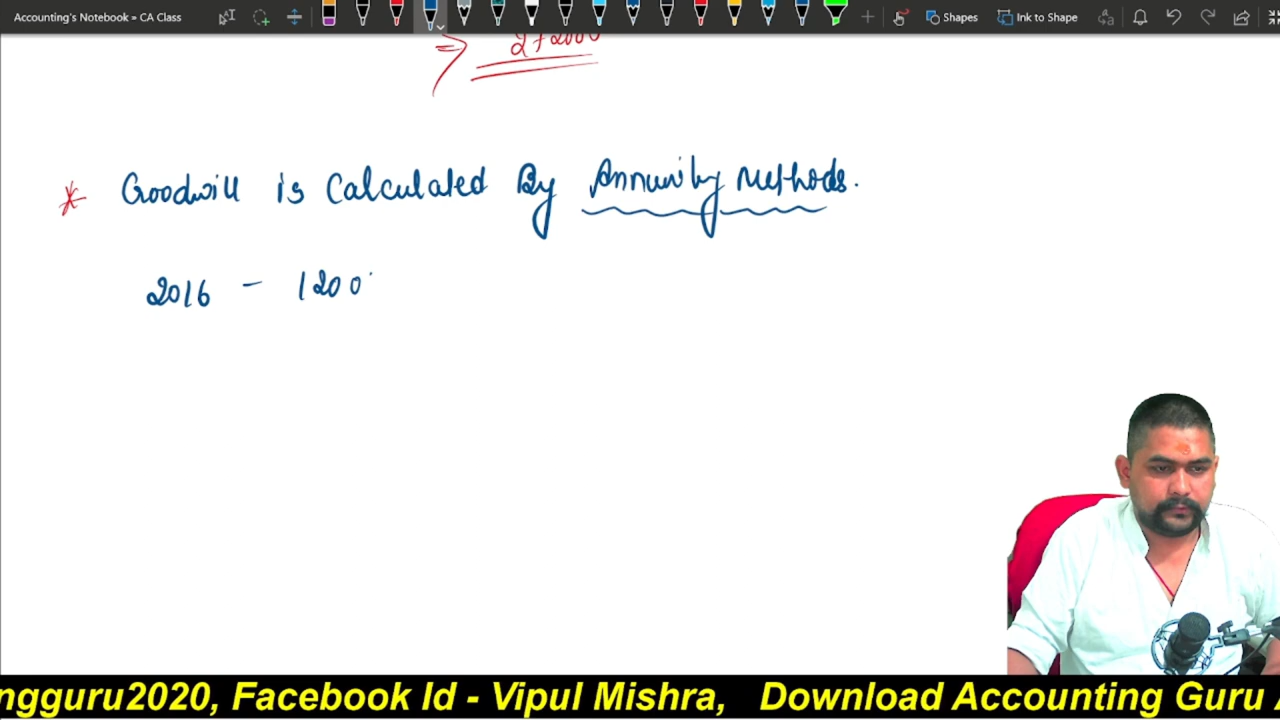 Accounting's Notebook » CA Class
Shapes
Ink to Shape
⇒ 272000
* Goodwill is Calculated By Annuity Methods.
2016 - 1200
ngguru2020, Facebook Id - Vipul Mishra, Download Accounting Guru